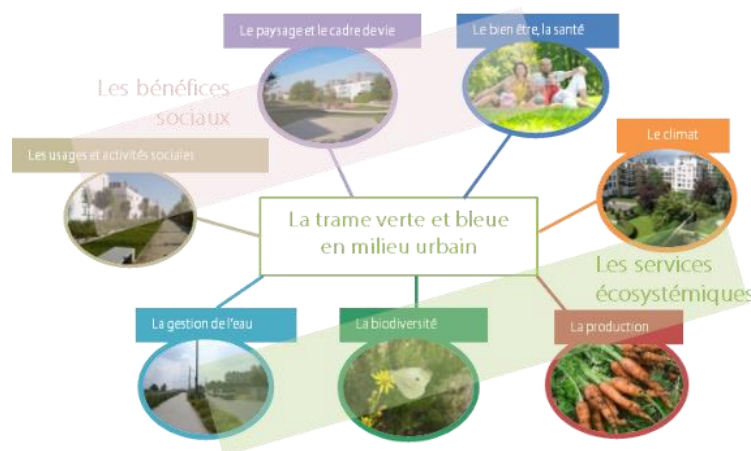 Le paysage et le cadre de vie
Le bien être, la santé
Les bénéfices
sociaux
Le climat
Les usages et activités sociales
La trame verte et bleue
en milieu urbain
Les services
écosystémiques
La gestion de l'eau
La biodiversité
La production